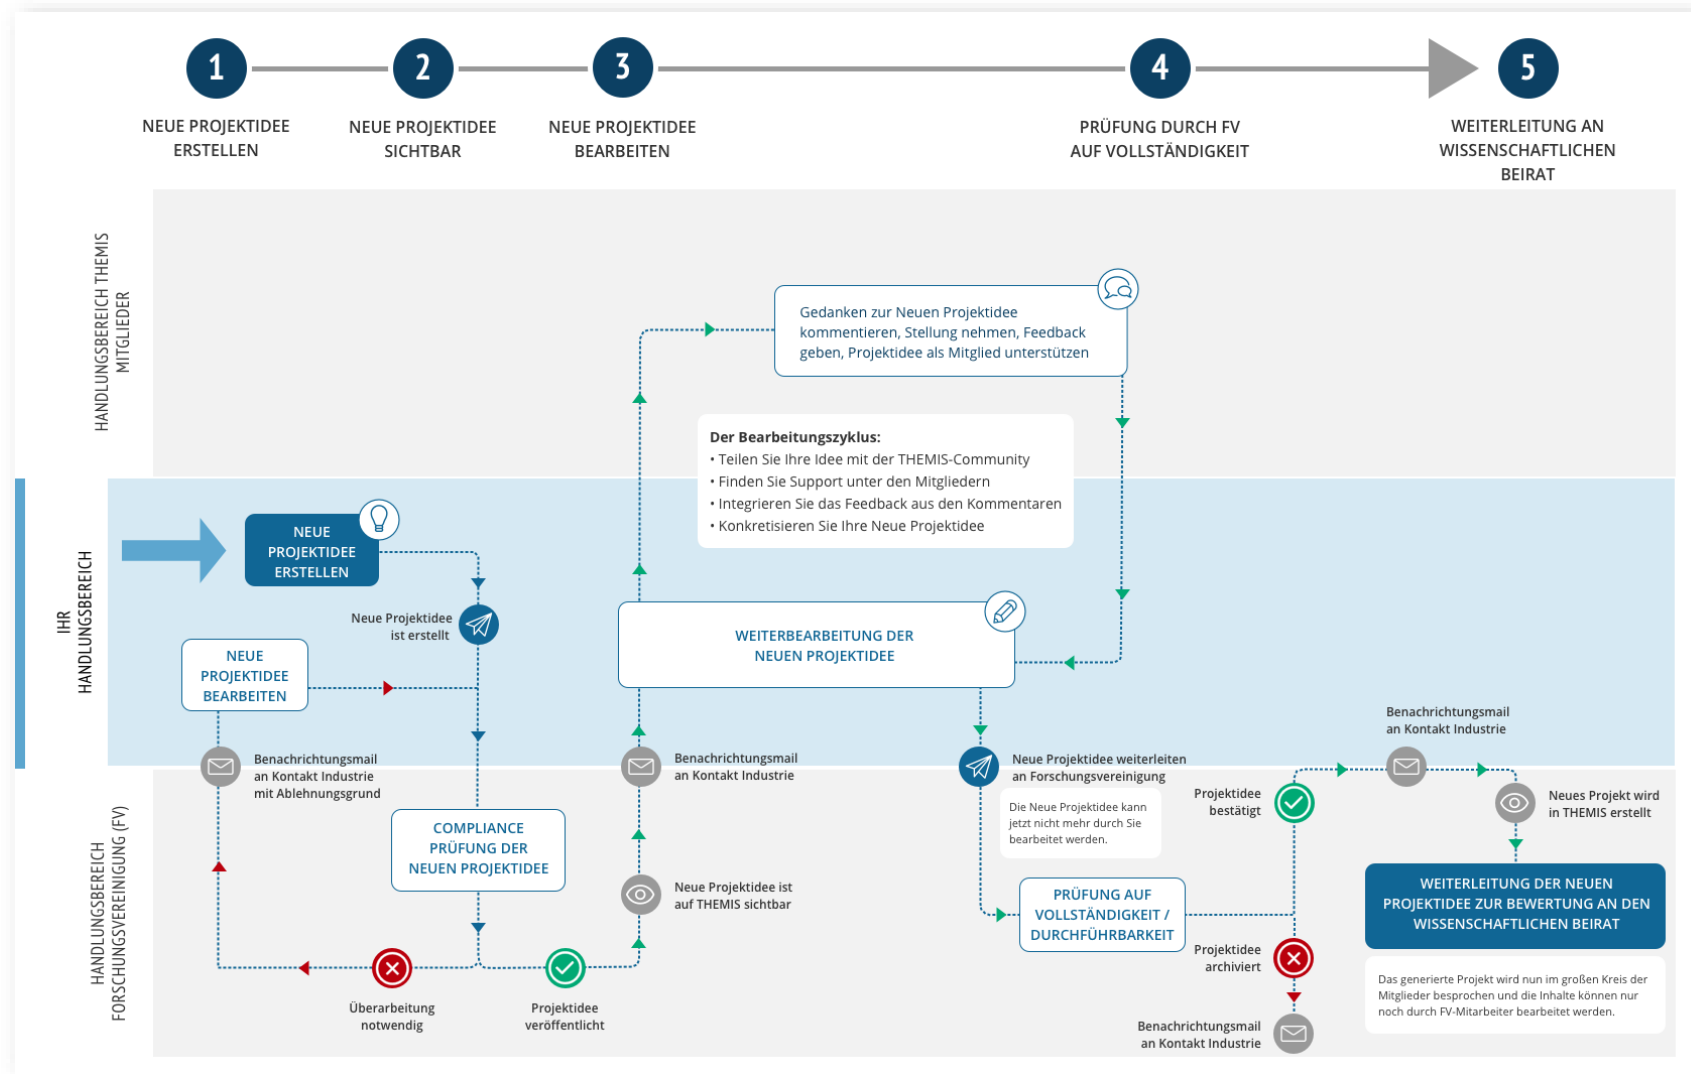 1
2
3
4
5
NEUE PROJEKTIDEE
ERSTELLEN
NEUE PROJEKTIDEE
SICHTBAR
NEUE PROJEKTIDEE
BEARBEITEN
PRÜFUNG DURCH FV
AUF VOLLSTÄNDIGKEIT
WEITERLEITUNG AN
WISSENSCHAFTLICHEN
BEIRAT
HANDLUNGSBEREICH THEMIS
MITGLIEDER
Gedanken zur Neuen Projektidee
kommentieren, Stellung nehmen, Feedback
geben, Projektidee als Mitglied unterstützen
Der Bearbeitungszyklus:
• Teilen Sie Ihre Idee mit der THEMIS-Community
• Finden Sie Support unter den Mitgliedern
• Integrieren Sie das Feedback aus den Kommentaren
• Konkretisieren Sie Ihre Neue Projektidee
IHR
HANDLUNGSBEREICH
NEUE
PROJEKTIDEE
ERSTELLEN
Neue Projektidee
ist erstellt
NEUE
PROJEKTIDEE
BEARBEITEN
WEITERBEARBEITUNG DER
NEUEN PROJEKTIDEE
Benachrichtungsmail
an Kontakt Industrie
mit Ablehnungsgrund
Benachrichtungsmail
an Kontakt Industrie
Neue Projektidee weiterleiten
an Forschungsvereinigung
Die Neue Projektidee kann
jetzt nicht mehr durch Sie
bearbeitet werden.
Benachrichtungsmail
an Kontakt Industrie
HANDLUNGSBEREICH
FORSCHUNGSVEREINIGUNG (FV)
COMPLIANCE
PRÜFUNG DER
NEUEN PROJEKTIDEE
Neue Projektidee ist
auf THEMIS sichtbar
Überarbeitung
notwendig
Projektidee
veröffentlicht
PRÜFUNG AUF
VOLLSTÄNDIGKEIT /
DURCHFÜHRBARKEIT
Projektidee
bestätigt
Projektidee
archiviert
Benachrichtungsmail
an Kontakt Industrie
Neues Projekt wird
in THEMIS erstellt
WEITERLEITUNG DER NEUEN
PROJEKTIDEE ZUR BEWERTUNG AN DEN
WISSENSCHAFTLICHEN BEIRAT
Das generierte Projekt wird nun im großen Kreis der
Mitglieder besprochen und die Inhalte können nur
noch durch FV-Mitarbeiter bearbeitet werden.